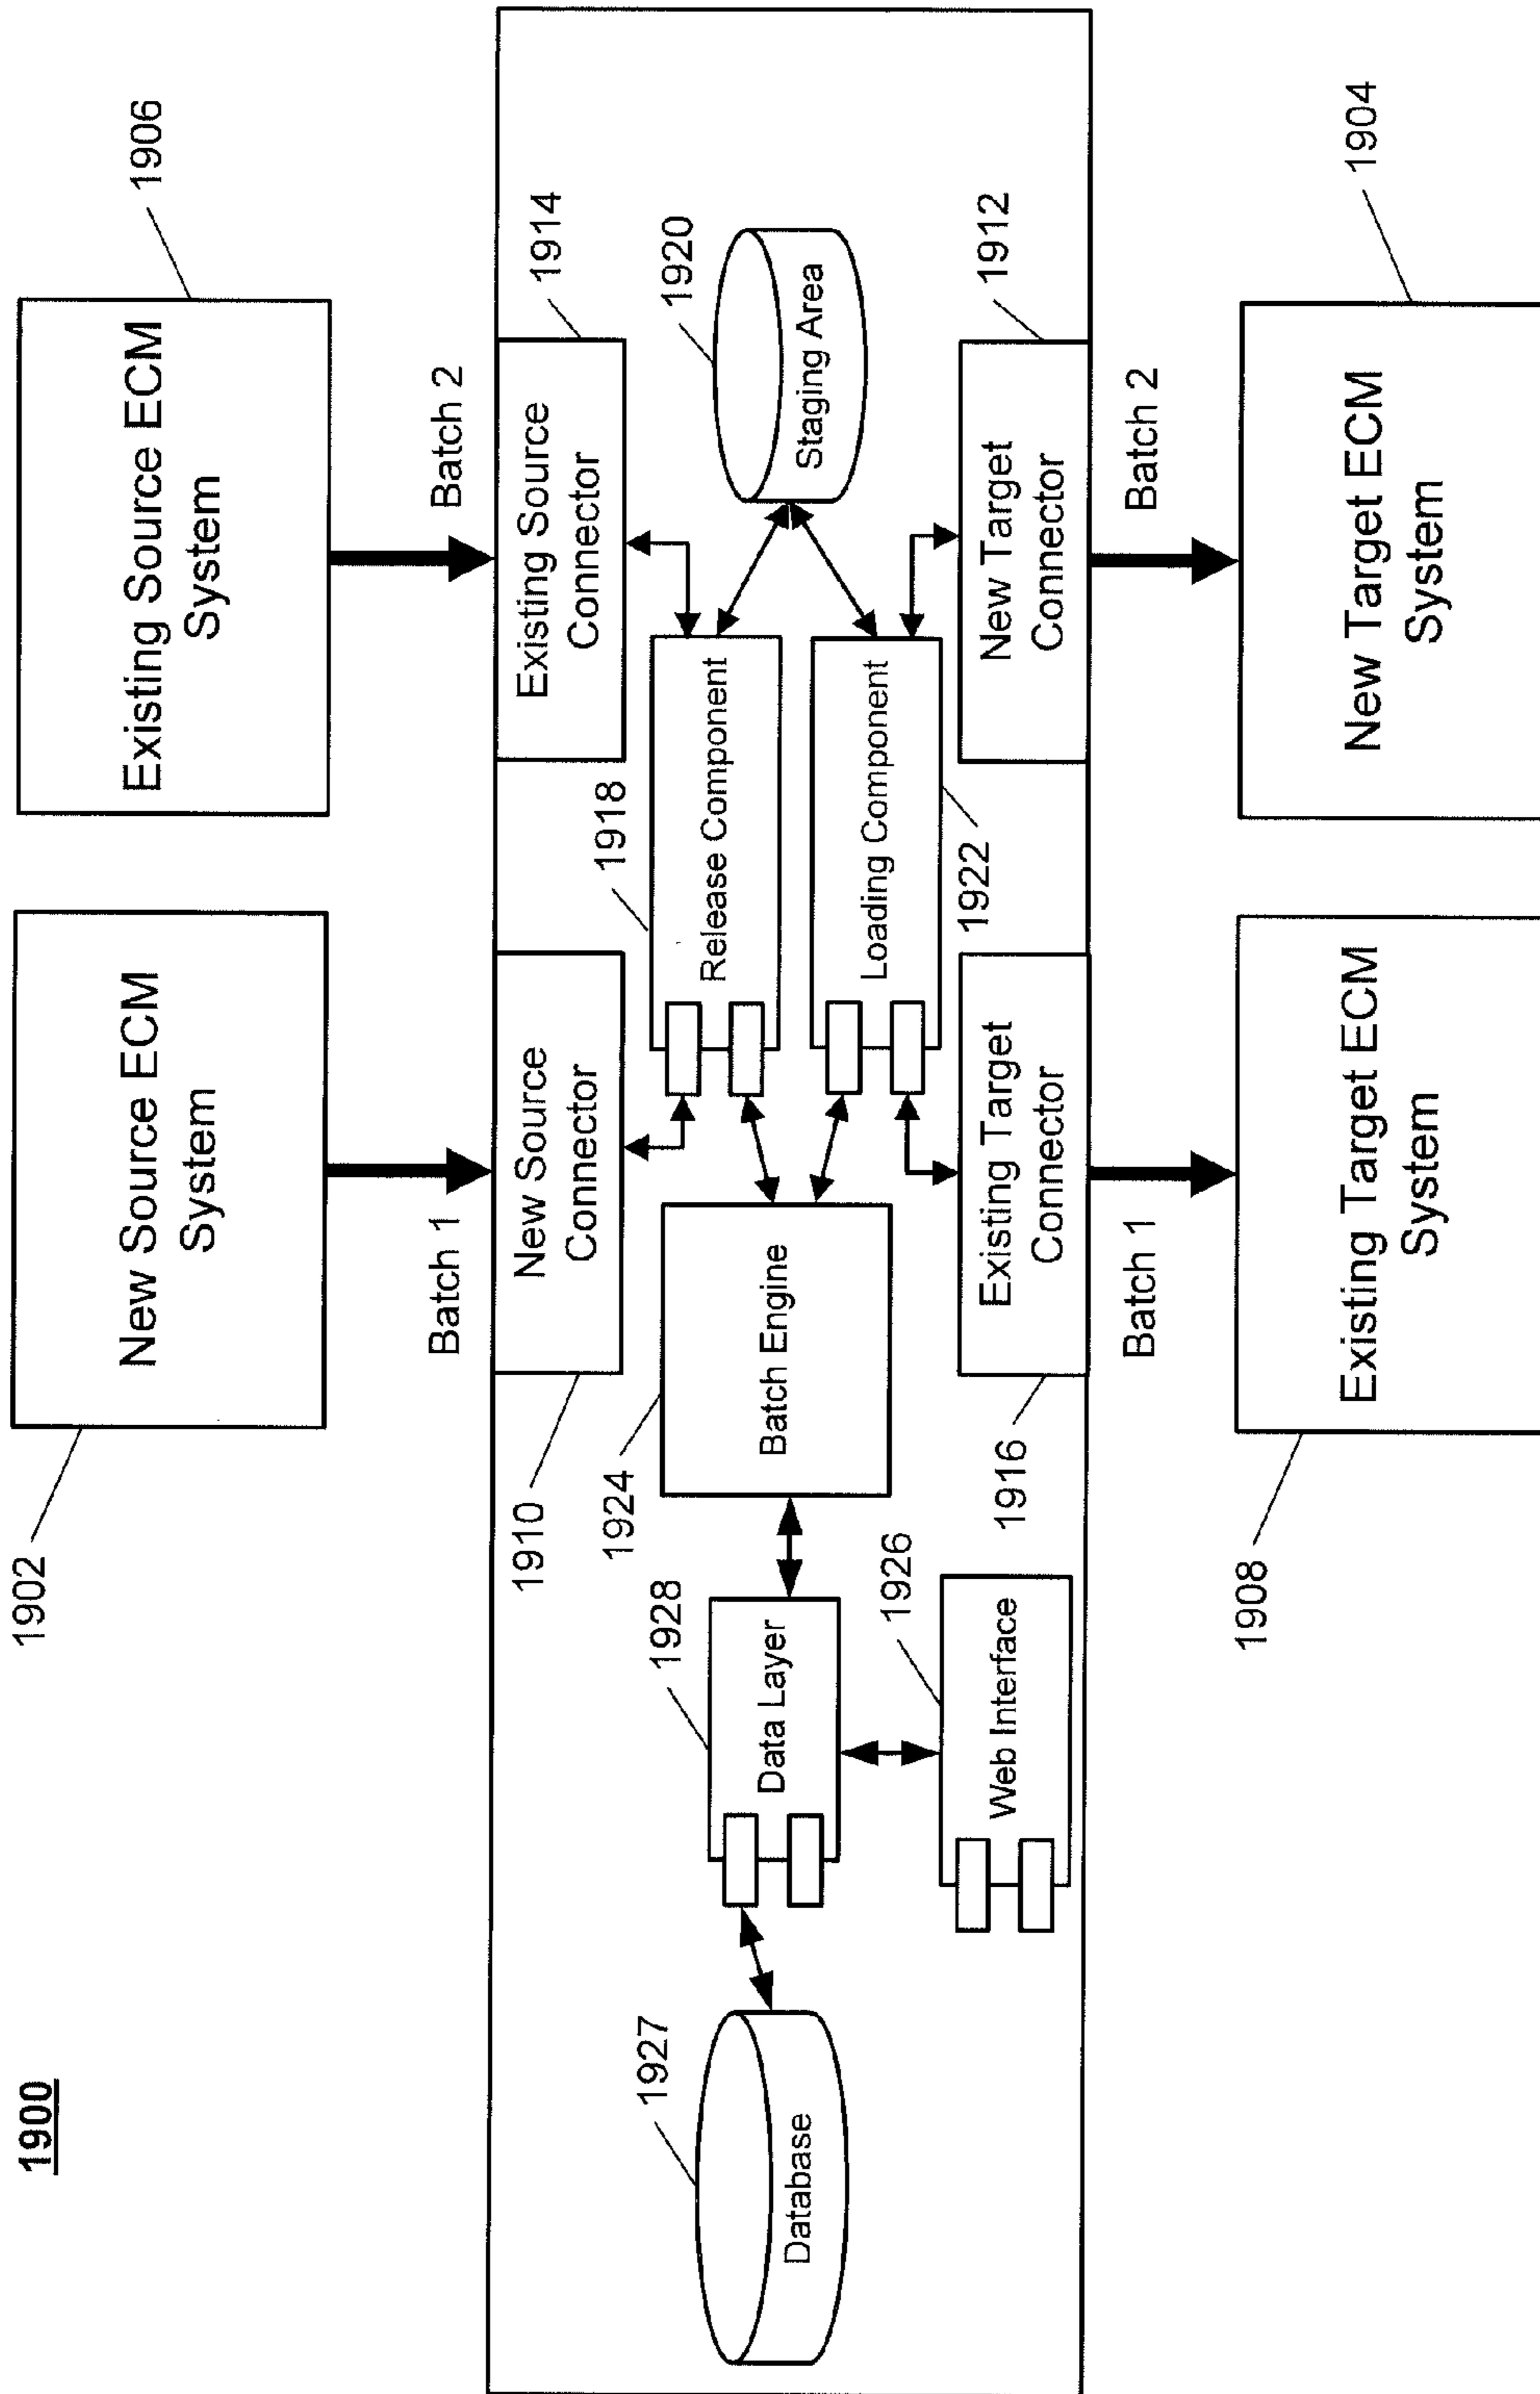 1900
1902
New Source ECM
System
Existing Source ECM
System
1906
Batch 1
Batch 2
1910
New Source
Connector
Existing Source
Connector
1914
1927
Database
1928
Data Layer
1924
Batch Engine
1918
Release Component
1920
Staging Area
1926
Web Interface
Loading Component
1922
1916
Existing Target
Connector
New Target
Connector
1912
Batch 1
Batch 2
1908
Existing Target ECM
System
New Target ECM
System
1904